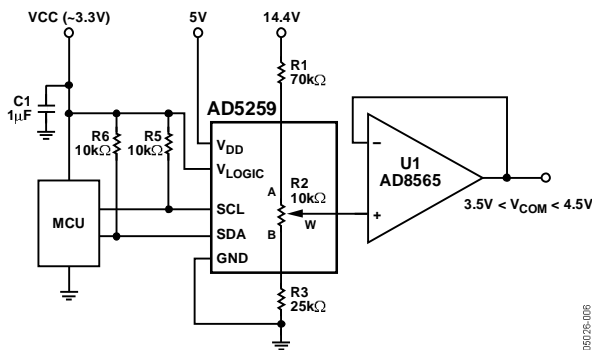 VCC (~3.3V)
5V
14.4V
R1
70kΩ
C1
1µF
AD5259
R6
10kΩ
R5
10kΩ
VDD
VLOGIC
U1
AD8565
−
+
A
R2
10kΩ
B
W
MCU
SCL
SDA
GND
3.5V < VCOM < 4.5V
R3
25kΩ
05026-006